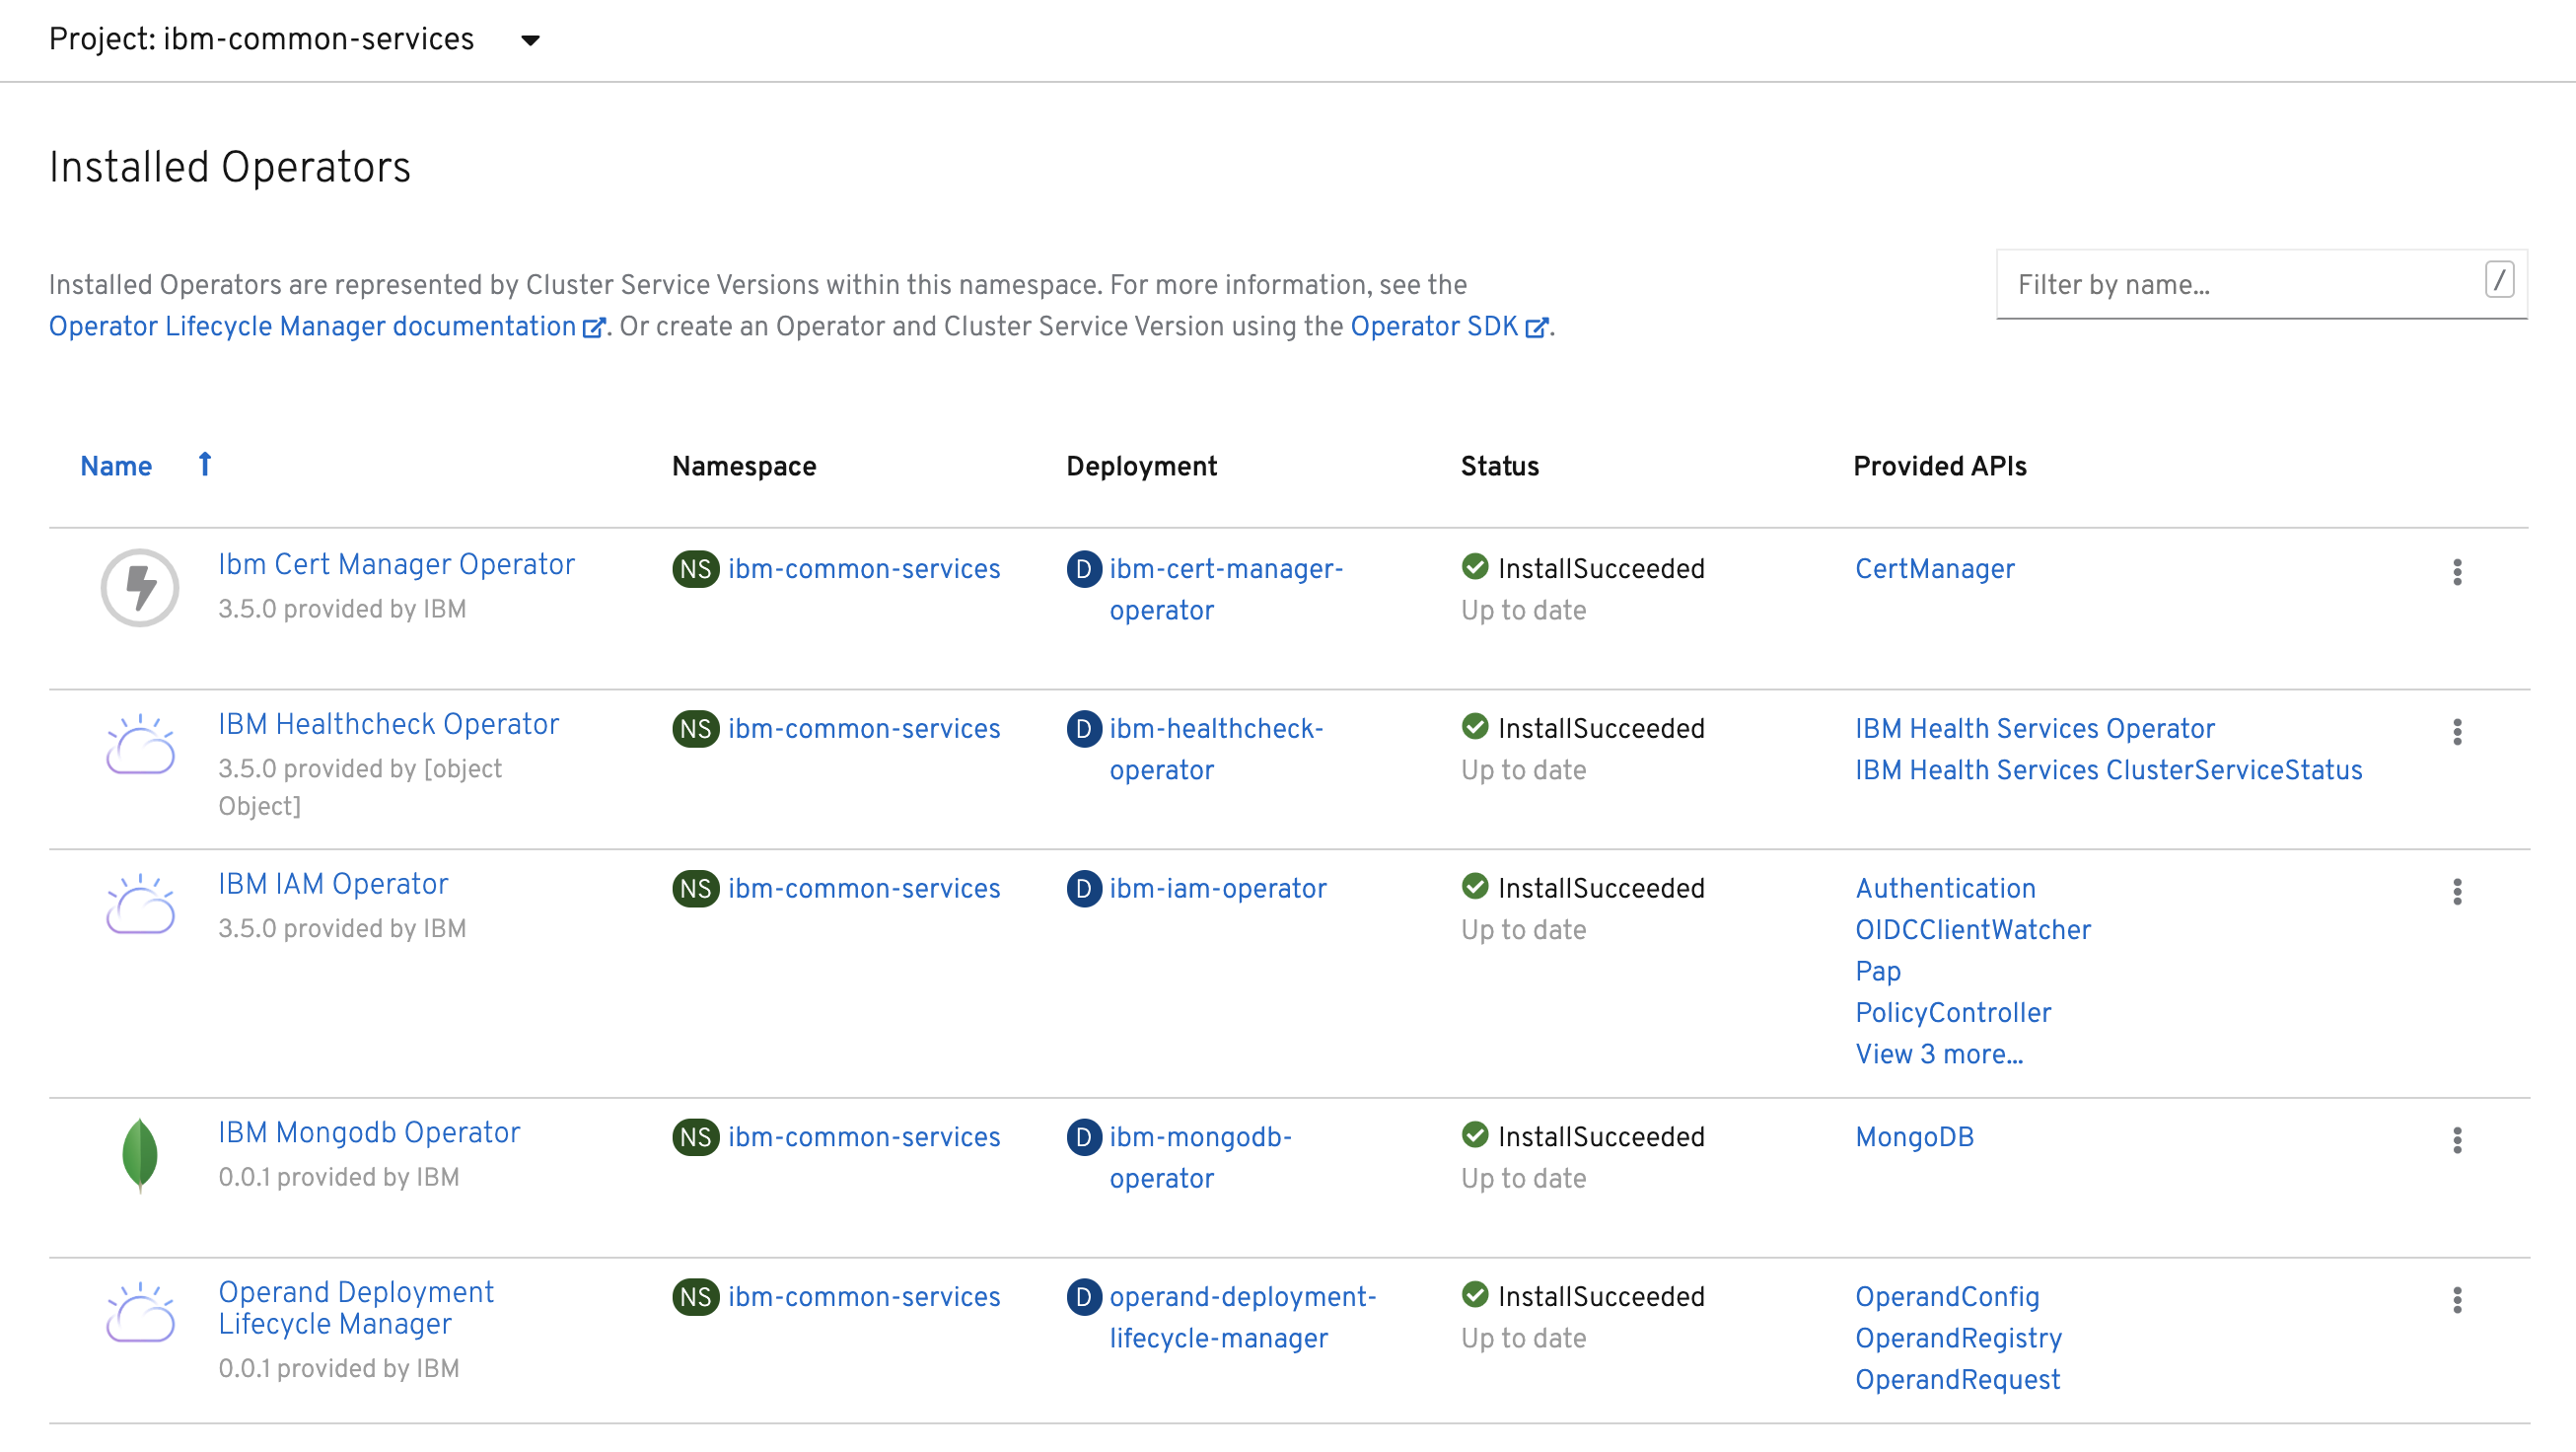 Project: ibm-common-services
Installed Operators
Installed Operators are represented by Cluster Service Versions within this namespace. For more information, see the
Operator Lifecycle Manager documentation. Or create an Operator and Cluster Service Version using the Operator SDK.
Filter by name...
/
Name
Namespace
Deployment
Status
Provided APIs
Ibm Cert Manager Operator
3.5.0 provided by IBM
NS ibm-common-services
D ibm-cert-manager-
operator
InstallSucceeded
Up to date
CertManager
IBM Healthcheck Operator
3.5.0 provided by [object
Object]
NS ibm-common-services
D ibm-healthcheck-
operator
InstallSucceeded
Up to date
IBM Health Services Operator
IBM Health Services ClusterServiceStatus
IBM IAM Operator
3.5.0 provided by IBM
NS ibm-common-services
D ibm-iam-operator
InstallSucceeded
Up to date
Authentication
OIDCClientWatcher
Pap
PolicyController
View 3 more...
IBM Mongodb Operator
0.0.1 provided by IBM
NS ibm-common-services
D ibm-mongodb-
operator
InstallSucceeded
Up to date
MongoDB
Operand Deployment
Lifecycle Manager
0.0.1 provided by IBM
NS ibm-common-services
D operand-deployment-
lifecycle-manager
InstallSucceeded
Up to date
OperandConfig
OperandRegistry
OperandRequest